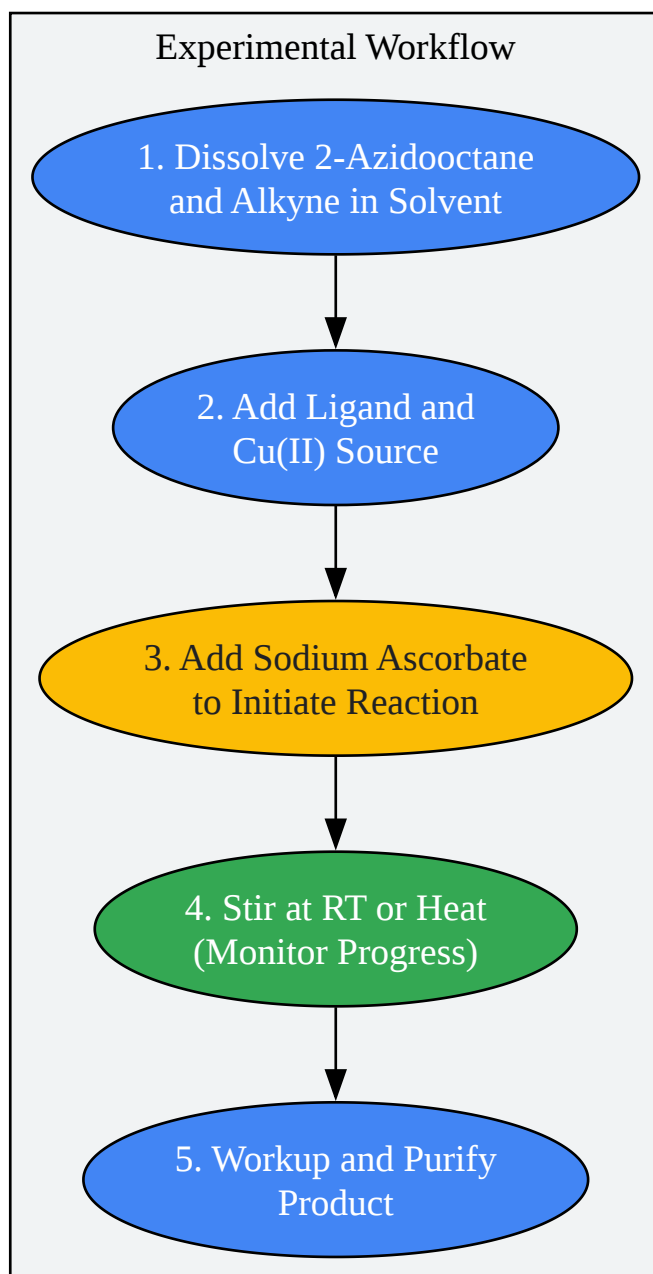 Experimental Workflow
1. Dissolve 2-Azidooctane
and Alkyne in Solvent
2. Add Ligand and
Cu(II) Source
3. Add Sodium Ascorbate
to Initiate Reaction
4. Stir at RT or Heat
(Monitor Progress)
5. Workup and Purify
Product